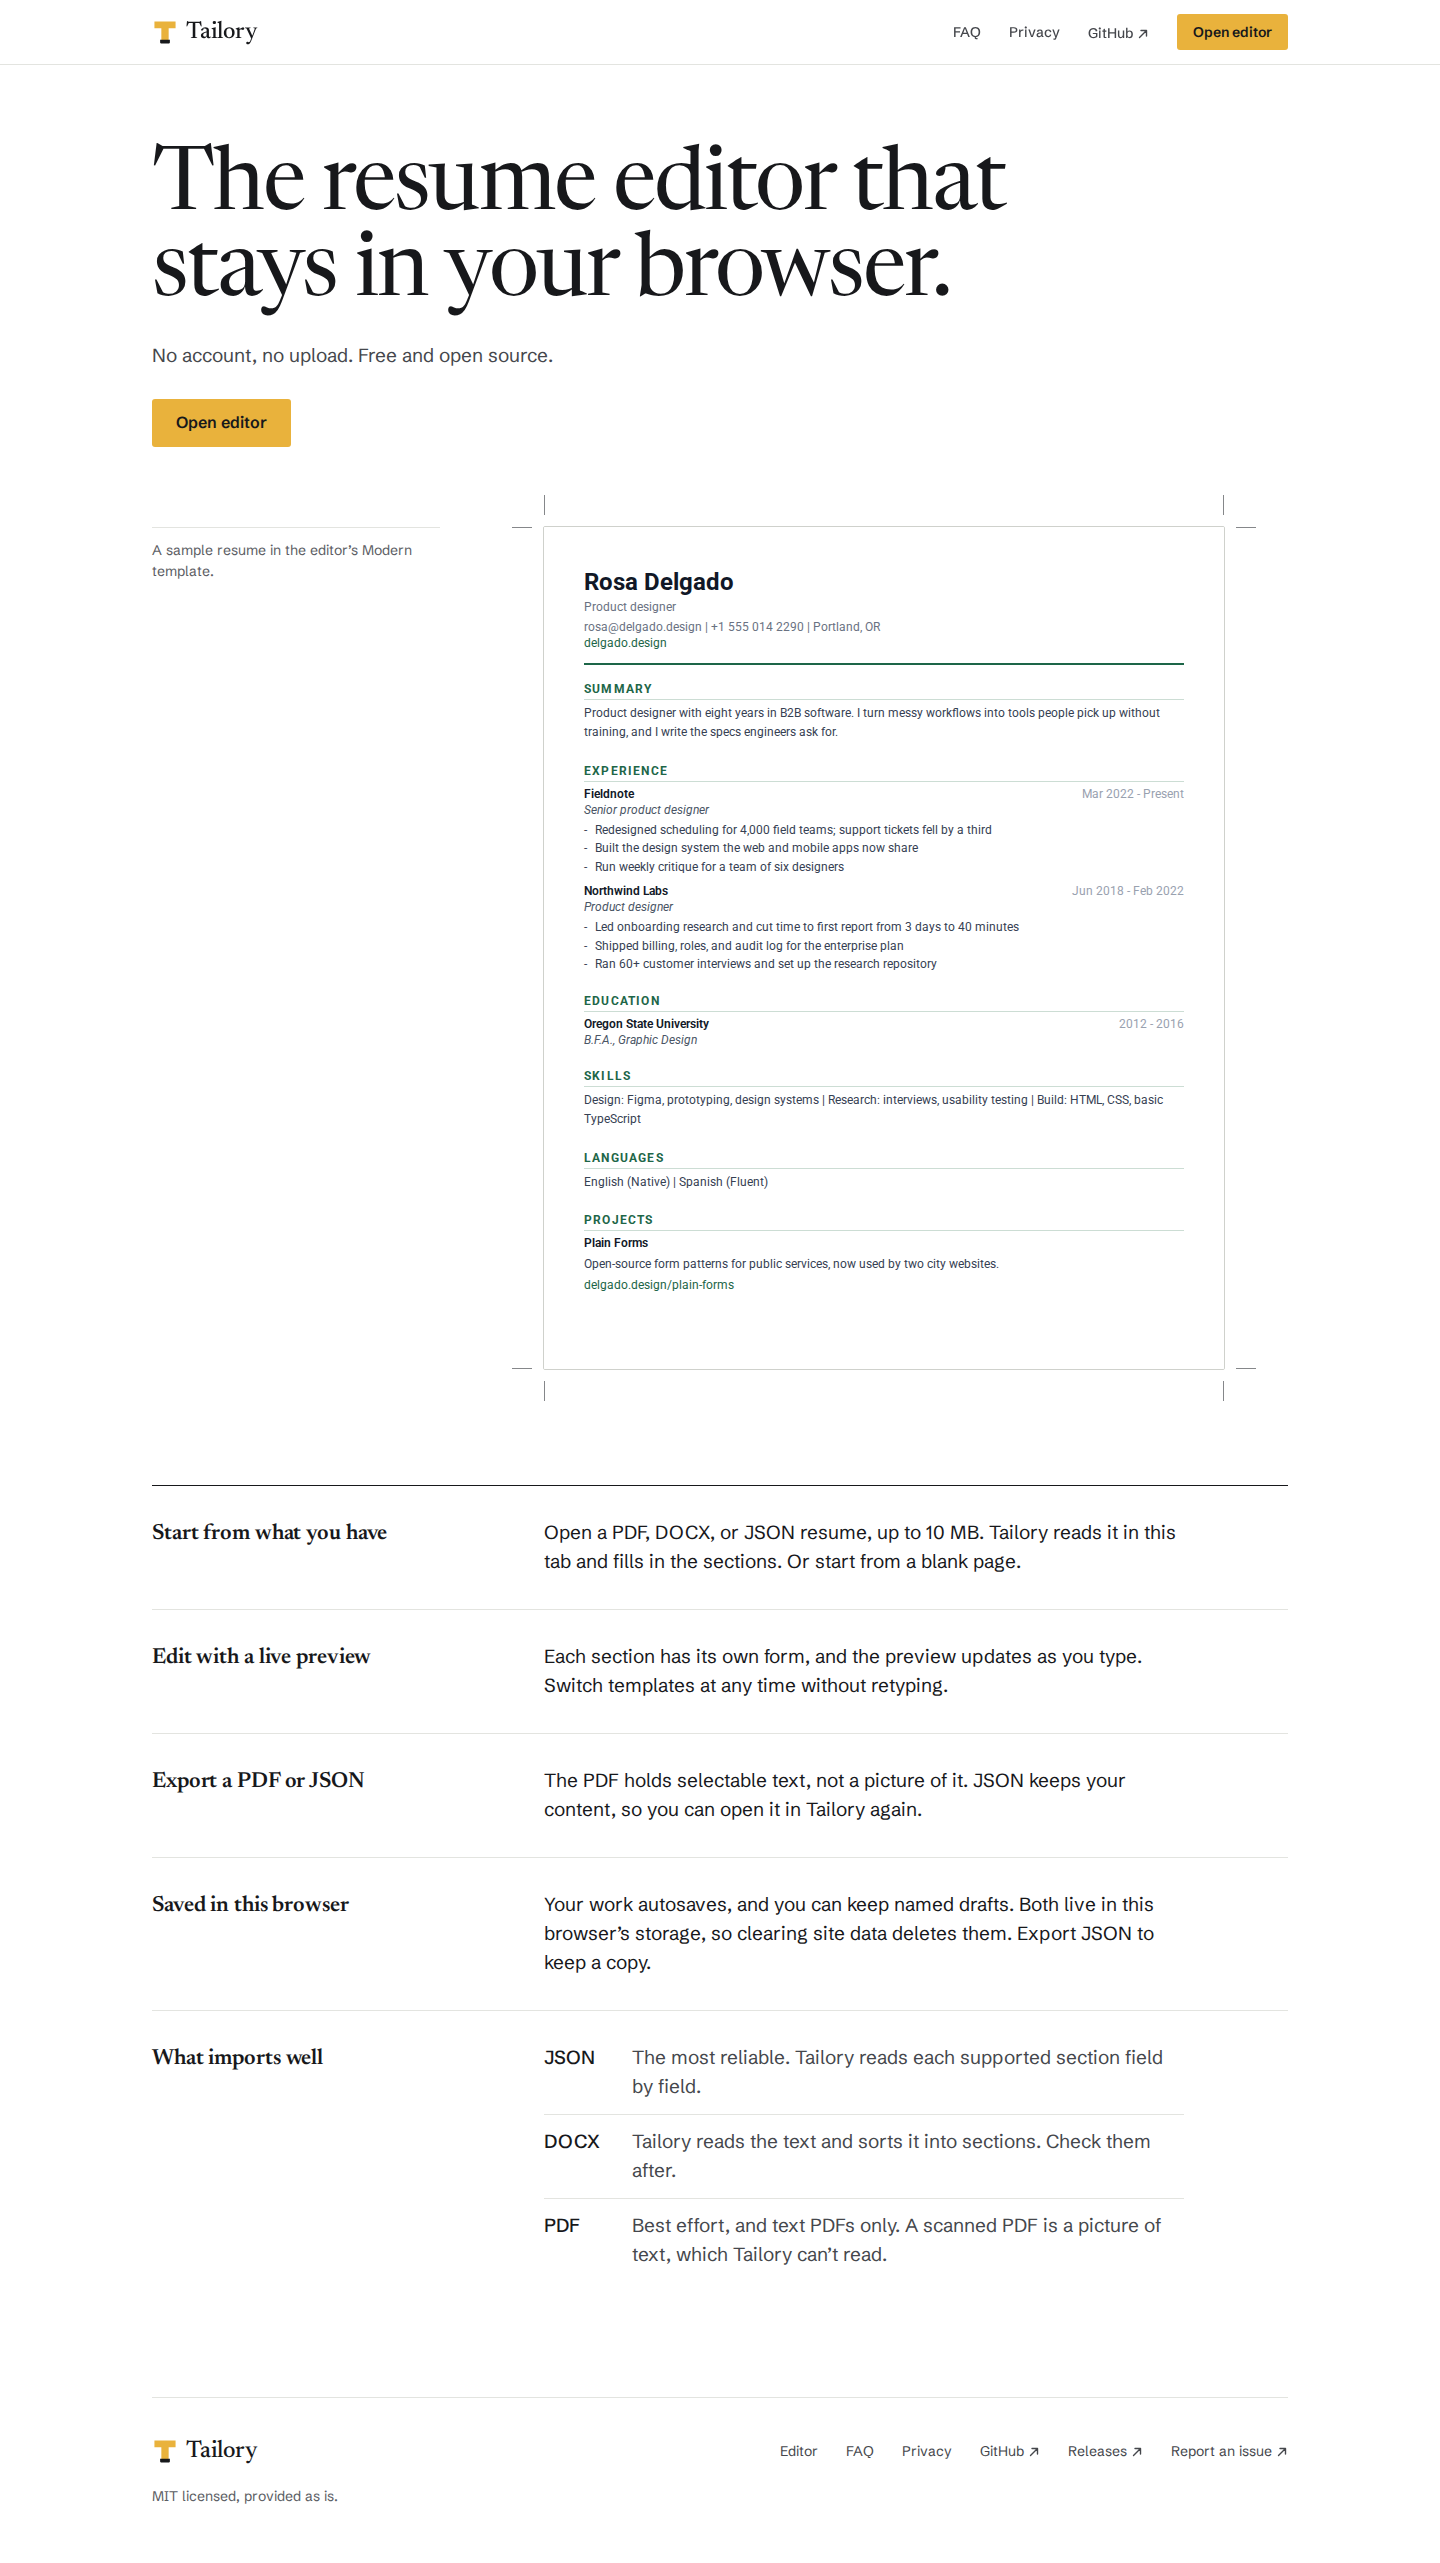 Tailory
FAQ Privacy GitHub ↗ Open editor
The resume editor that
stays in your browser.
No account, no upload. Free and open source.
Open editor
A sample resume in the editor’s Modern
template.
Rosa Delgado
Product designer
rosa@delgado.design | +1 555 014 2290 | Portland, OR
delgado.design
SUMMARY
Product designer with eight years in B2B software. I turn messy workflows into tools people pick up without
training, and I write the specs engineers ask for.
EXPERIENCE
Fieldnote Mar 2022 - Present
Senior product designer
- Redesigned scheduling for 4,000 field teams; support tickets fell by a third
- Built the design system the web and mobile apps now share
- Run weekly critique for a team of six designers
Northwind Labs Jun 2018 - Feb 2022
Product designer
- Led onboarding research and cut time to first report from 3 days to 40 minutes
- Shipped billing, roles, and audit log for the enterprise plan
- Ran 60+ customer interviews and set up the research repository
EDUCATION
Oregon State University 2012 - 2016
B.F.A., Graphic Design
SKILLS
Design: Figma, prototyping, design systems | Research: interviews, usability testing | Build: HTML, CSS, basic
TypeScript
LANGUAGES
English (Native) | Spanish (Fluent)
PROJECTS
Plain Forms
Open-source form patterns for public services, now used by two city websites.
delgado.design/plain-forms
Start from what you have
Open a PDF, DOCX, or JSON resume, up to 10 MB. Tailory reads it in this
tab and fills in the sections. Or start from a blank page.
Edit with a live preview
Each section has its own form, and the preview updates as you type.
Switch templates at any time without retyping.
Export a PDF or JSON
The PDF holds selectable text, not a picture of it. JSON keeps your
content, so you can open it in Tailory again.
Saved in this browser
Your work autosaves, and you can keep named drafts. Both live in this
browser’s storage, so clearing site data deletes them. Export JSON to
keep a copy.
What imports well
JSON The most reliable. Tailory reads each supported section field
by field.
DOCX Tailory reads the text and sorts it into sections. Check them
after.
PDF Best effort, and text PDFs only. A scanned PDF is a picture of
text, which Tailory can’t read.
Tailory
Editor FAQ Privacy GitHub ↗ Releases ↗ Report an issue ↗
MIT licensed, provided as is.